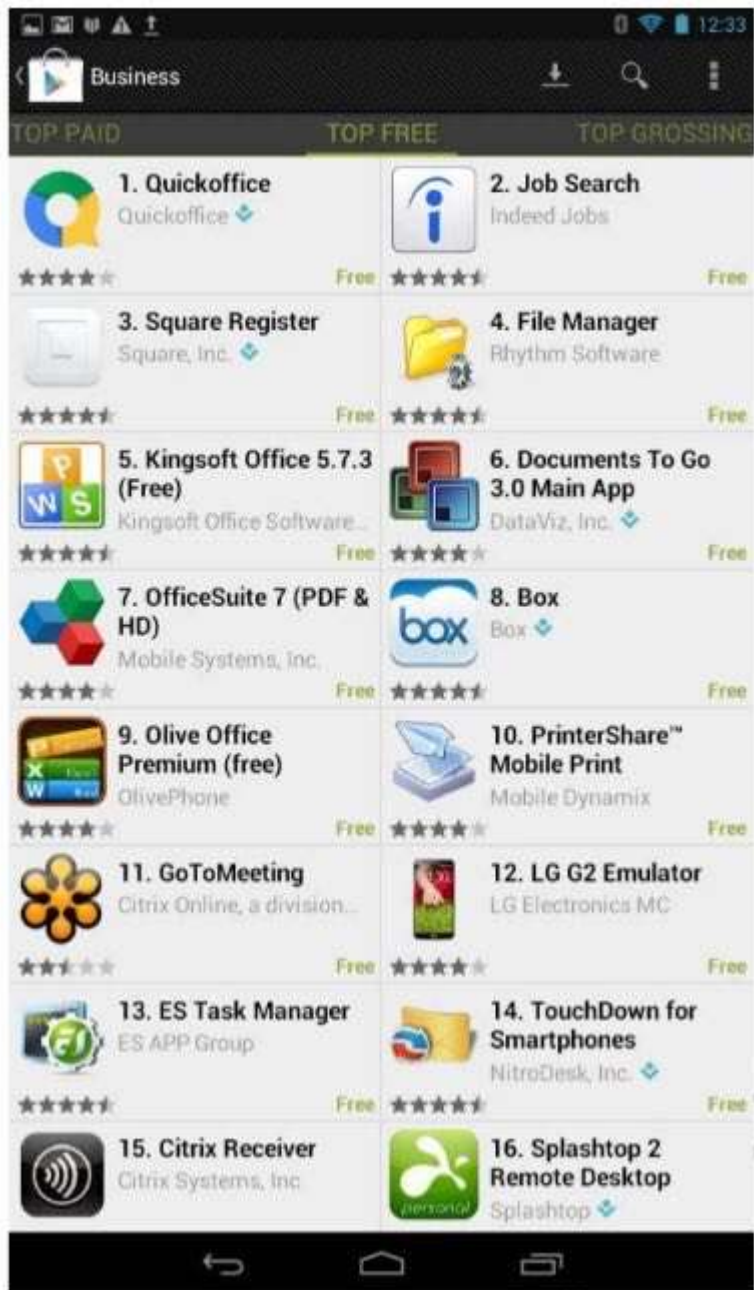 12:33
Business
TOP PAID TOP FREE TOP GROSSING
1. Quickoffice
Quickoffice
Free
2. Job Search
Indeed Jobs
Free
3. Square Register
Square, Inc.
Free
4. File Manager
Rhythm Software
Free
5. Kingsoft Office 5.7.3
(Free)
Kingsoft Office Software...
Free
6. Documents To Go
3.0 Main App
DataViz, Inc.
Free
7. OfficeSuite 7 (PDF &
HD)
Mobile Systems, Inc.
Free
box
8. Box
Box
Free
9. Olive Office
Premium (free)
OlivePhone
Free
10. PrinterShare™
Mobile Print
Mobile Dynamix
Free
11. GoToMeeting
Citrix Online, a division...
Free
12. LG G2 Emulator
LG Electronics MC
Free
13. ES Task Manager
ES APP Group
Free
14. TouchDown for
Smartphones
NitroDesk, Inc.
Free
15. Citrix Receiver
Citrix Systems, Inc.
personal
16. Splashtop 2
Remote Desktop
Splashtop